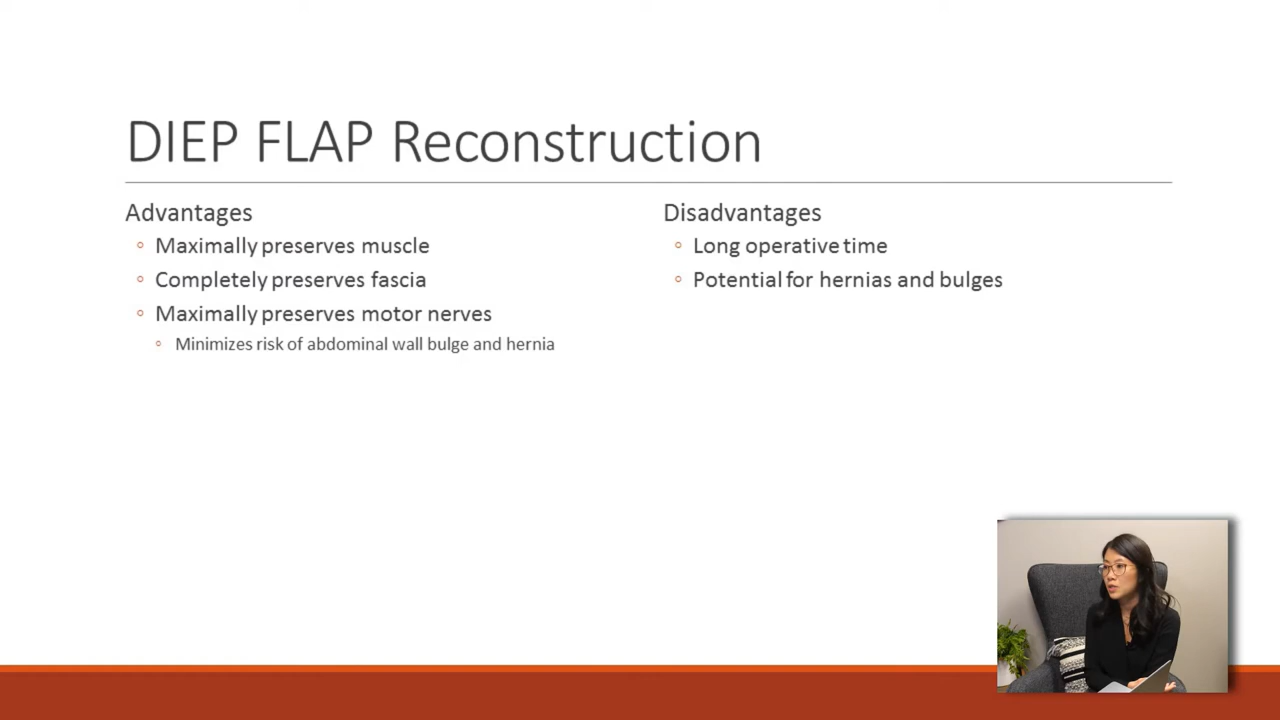 DIEP FLAP Reconstruction
Advantages
◦ Maximally preserves muscle
◦ Completely preserves fascia
◦ Maximally preserves motor nerves
◦ Minimizes risk of abdominal wall bulge and hernia
Disadvantages
◦ Long operative time
◦ Potential for hernias and bulges